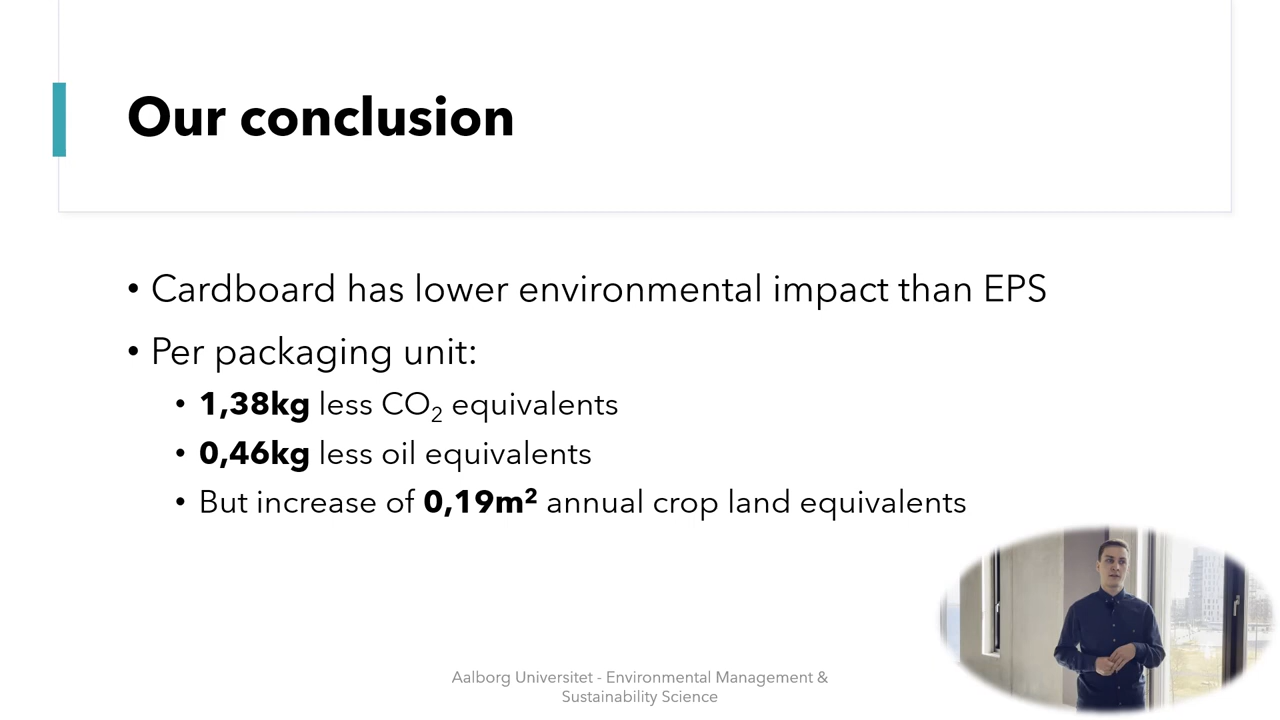 Our conclusion
• Cardboard has lower environmental impact than EPS
• Per packaging unit:
• 1,38kg less CO₂ equivalents
• 0,46kg less oil equivalents
• But increase of 0,19m² annual crop land equivalents
Aalborg Universitet - Environmental Management &
Sustainability Science